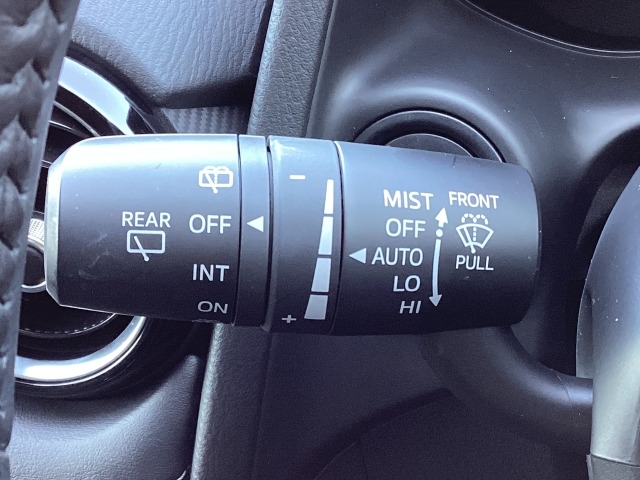 REAR
OFF
INT
ON
−
+
MIST
OFF
AUTO
LO
HI
FRONT
PULL